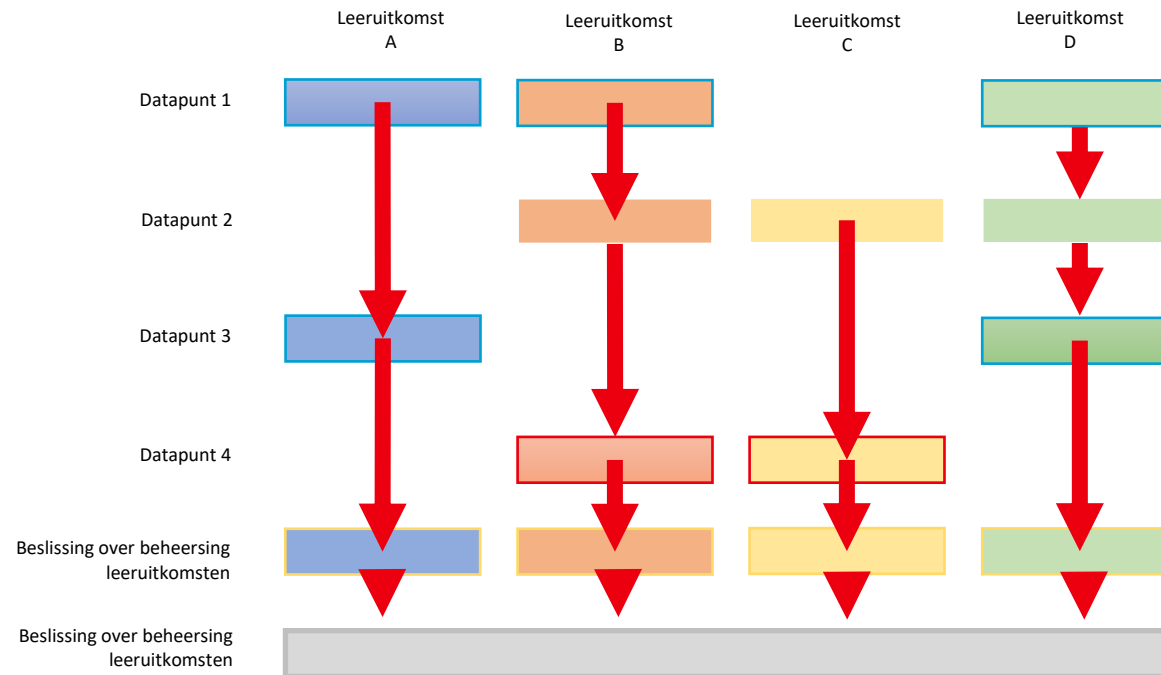 Leeruitkomst
A
Leeruitkomst
B
Leeruitkomst
C
Leeruitkomst
D
Datapunt 1
Datapunt 2
Datapunt 3
Datapunt 4
Beslissing over beheersing
leeruitkomsten
Beslissing over beheersing
leeruitkomsten